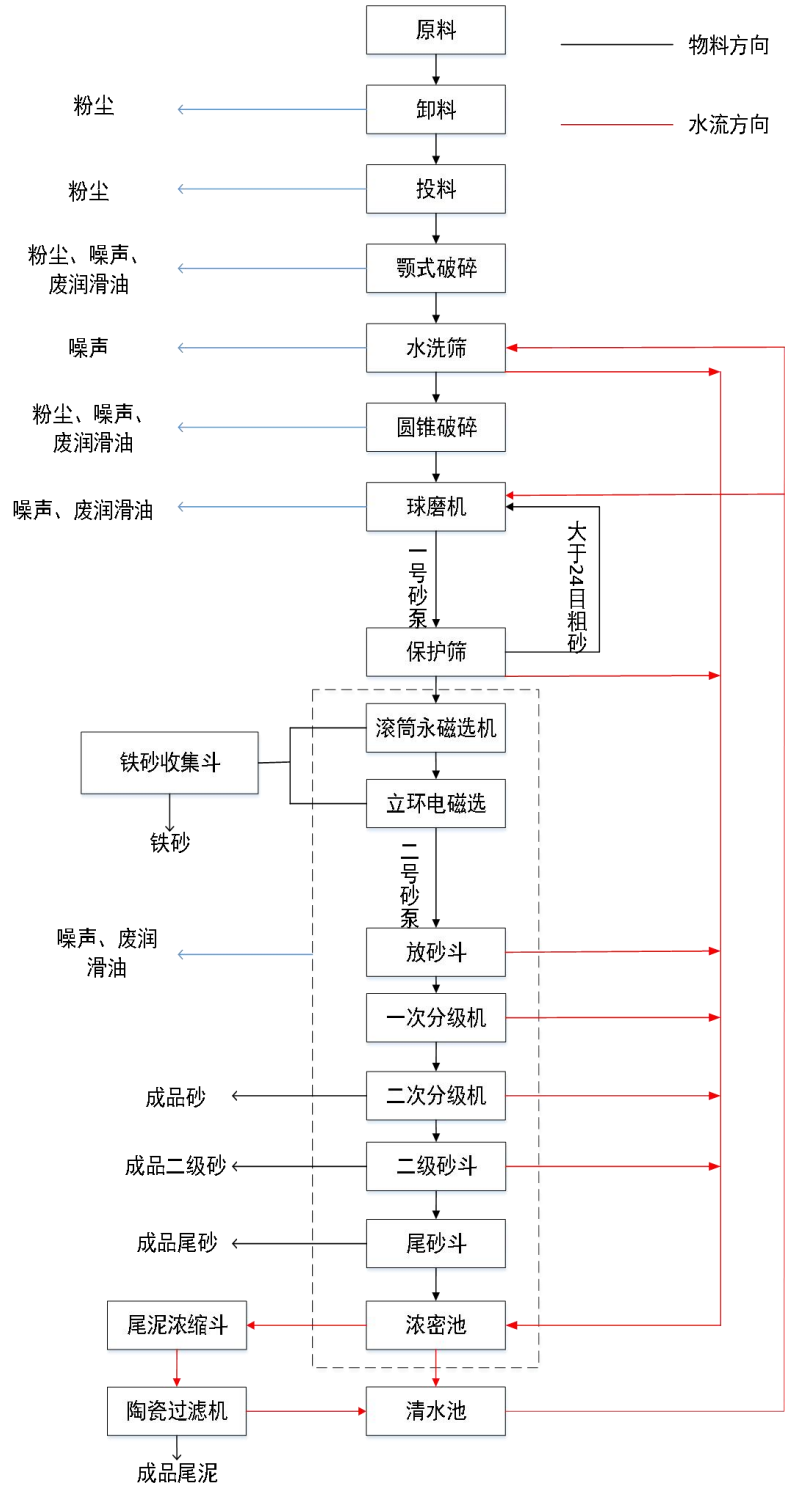 原料
物料方向
粉尘
卸料
水流方向
粉尘
投料
粉尘、噪声、
废润滑油
颚式破碎
噪声
水洗筛
粉尘、噪声、
废润滑油
圆锥破碎
噪声、废润滑油
球磨机
一号砂泵
大于24目粗砂
保护筛
滚筒永磁选机
铁砂收集斗
立环电磁选
铁砂
二号砂泵
噪声、废润
滑油
放砂斗
一次分级机
成品砂
二次分级机
成品二级砂
二级砂斗
成品尾砂
尾砂斗
尾泥浓缩斗
浓密池
陶瓷过滤机
清水池
成品尾泥